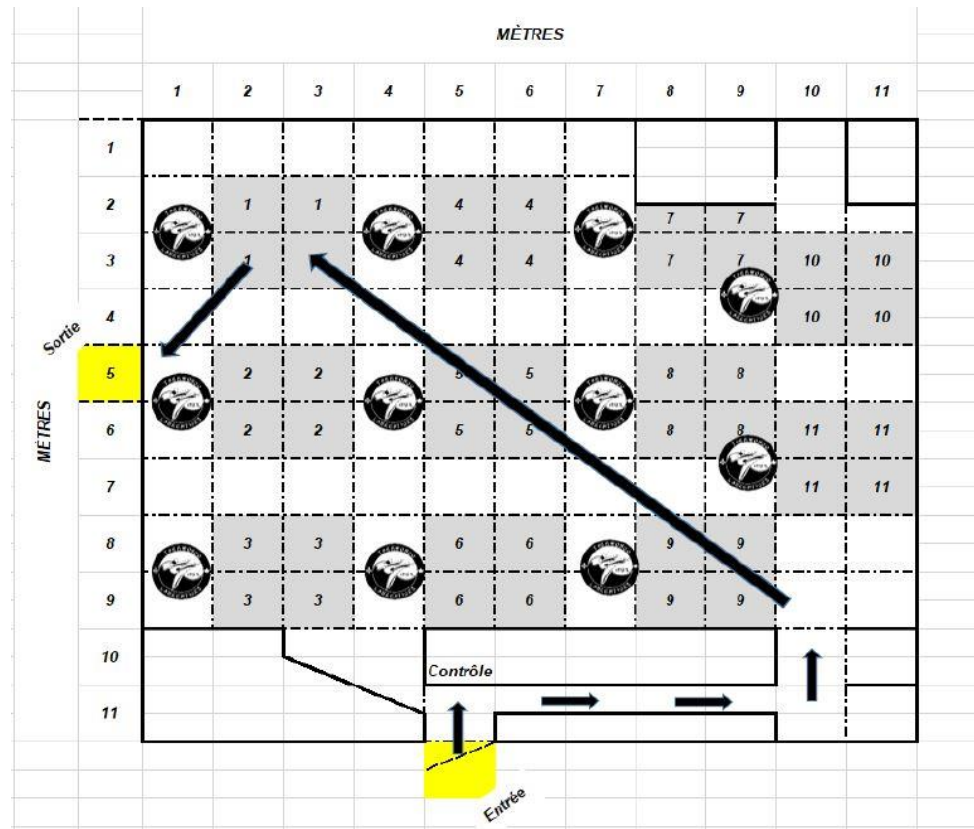 MÈTRES
1 2 3 4 5 6 7 8 9 10 11
1
2 1 1 4 4 7 7
3 1 4 4 7 7 10 10
4 10 10
Sortie
5 2 2 5 5 8 8
MÈTRES
6 2 2 5 5 8 8 11 11
7 11 11
8 3 3 6 6 9 9
9 3 3 6 6 9 9
10
Contrôle
11
Entrée